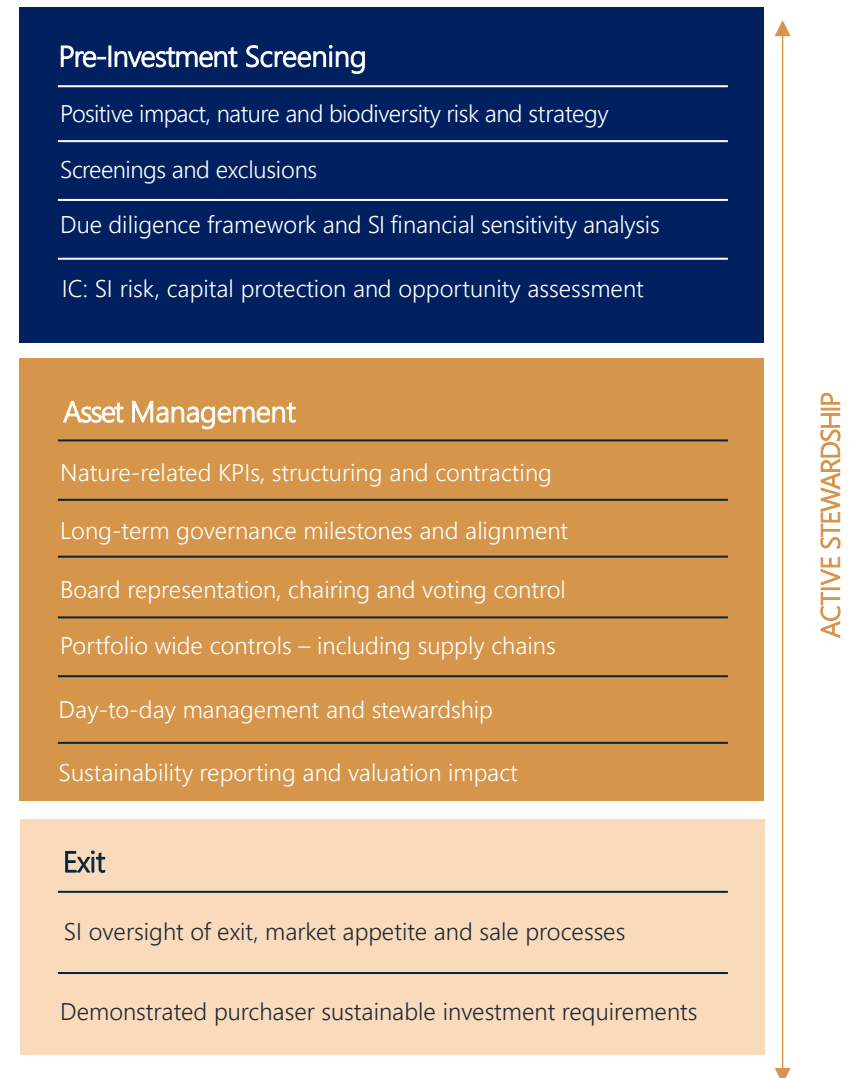 Pre-Investment Screening
Positive impact, nature and biodiversity risk and strategy
Screenings and exclusions
Due diligence framework and SI financial sensitivity analysis
IC: SI risk, capital protection and opportunity assessment
Asset Management
Nature-related KPIs, structuring and contracting
Long-term governance milestones and alignment
Board representation, chairing and voting control
Portfolio wide controls – including supply chains
Day-to-day management and stewardship
Sustainability reporting and valuation impact
Exit
SI oversight of exit, market appetite and sale processes
Demonstrated purchaser sustainable investment requirements
ACTIVE STEWARDSHIP